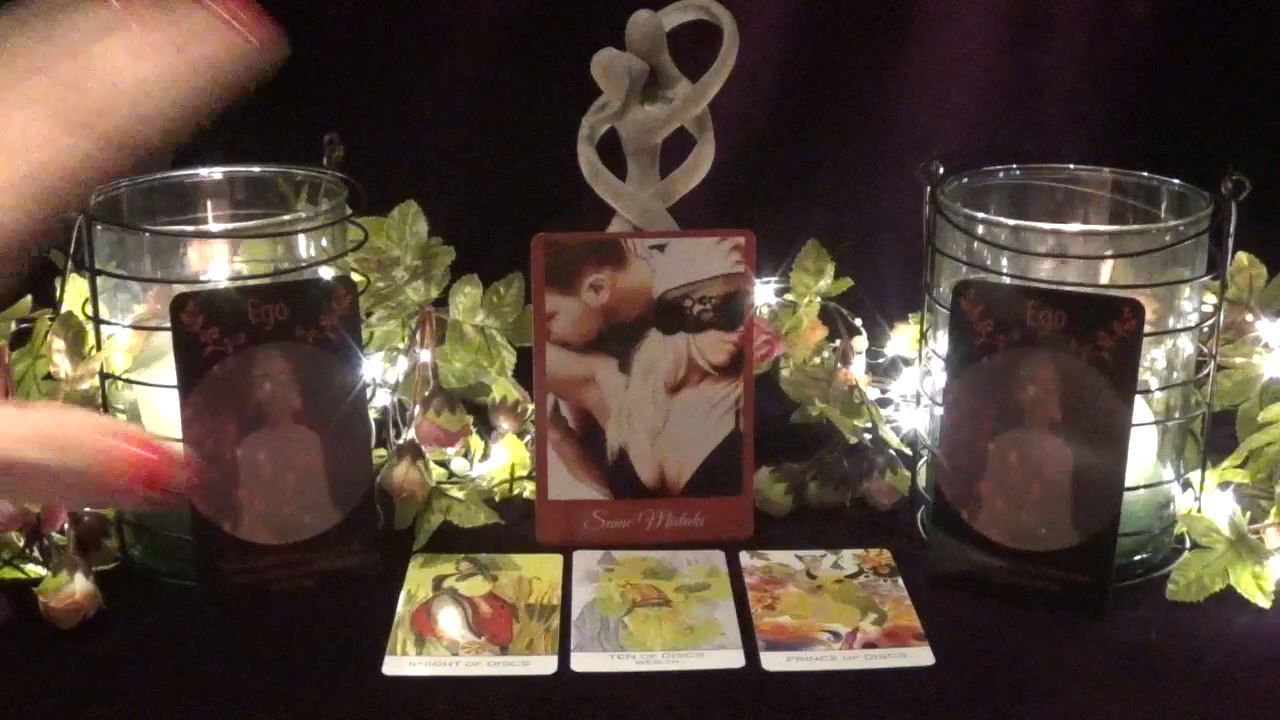 Ego
Ego
Same Mistake
KNIGHT OF DISCS
TEN OF DISCS
WEALTH
PRINCE OF DISCS